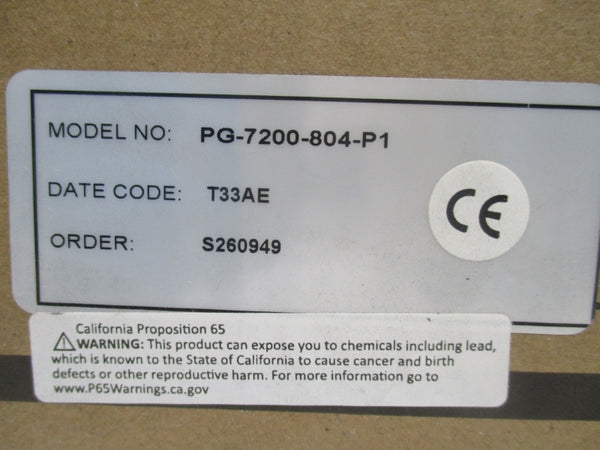 MODEL NO: PG-7200-804-P1
DATE CODE: T33AE
ORDER: S260949
CE
California Proposition 65
⚠WARNING: This product can expose you to chemicals including lead,
which is known to the State of California to cause cancer and birth
defects or other reproductive harm. For more information go to
www.P65Warnings.ca.gov